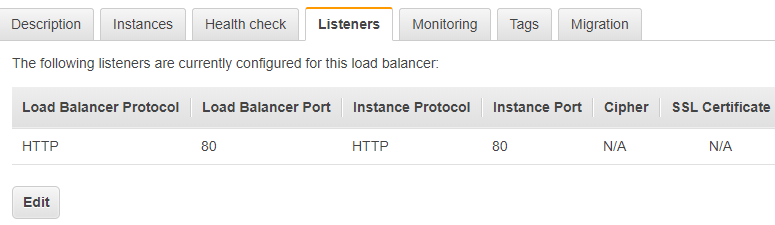 Description Instances Health check Listeners Monitoring Tags Migration
The following listeners are currently configured for this load balancer:
Load Balancer Protocol Load Balancer Port Instance Protocol Instance Port Cipher SSL Certificate
HTTP 80 HTTP 80 N/A N/A
Edit